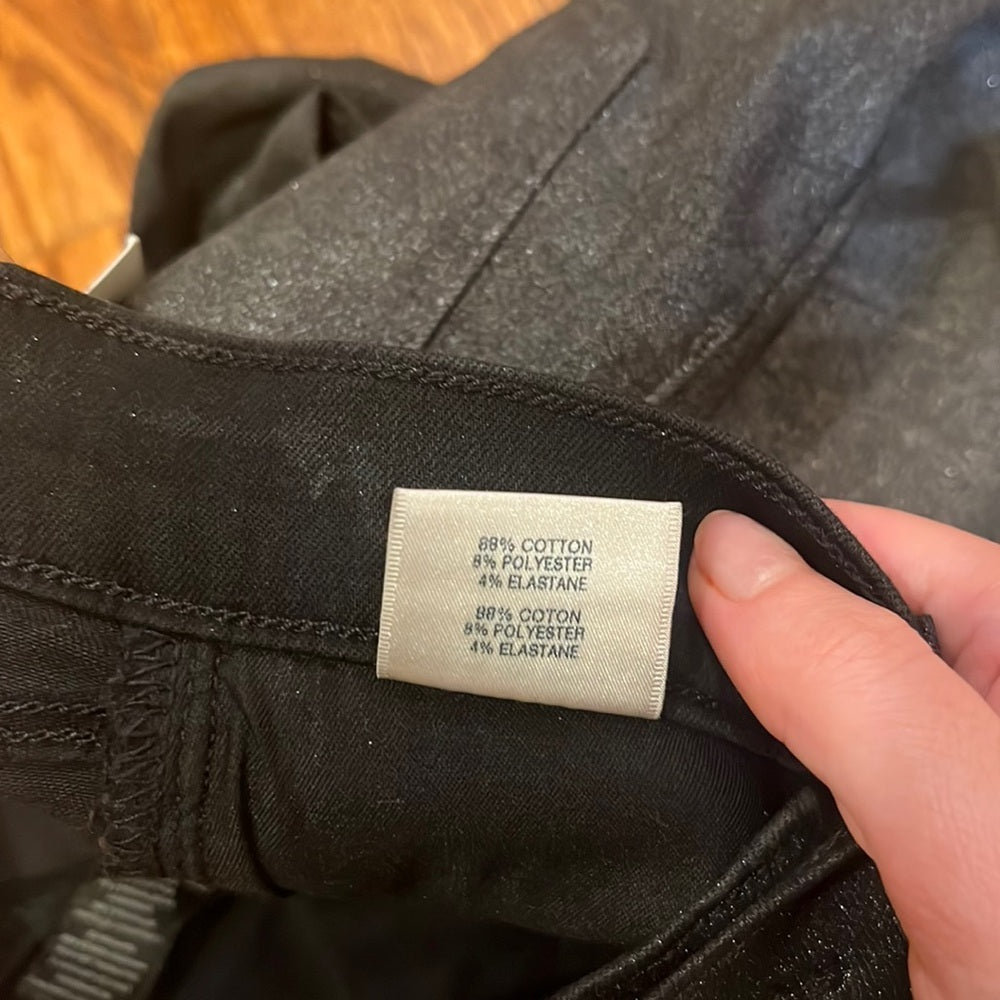 88% COTTON
8% POLYESTER
4% ELASTANE
88% COTON
8% POLYESTER
4% ELASTANE